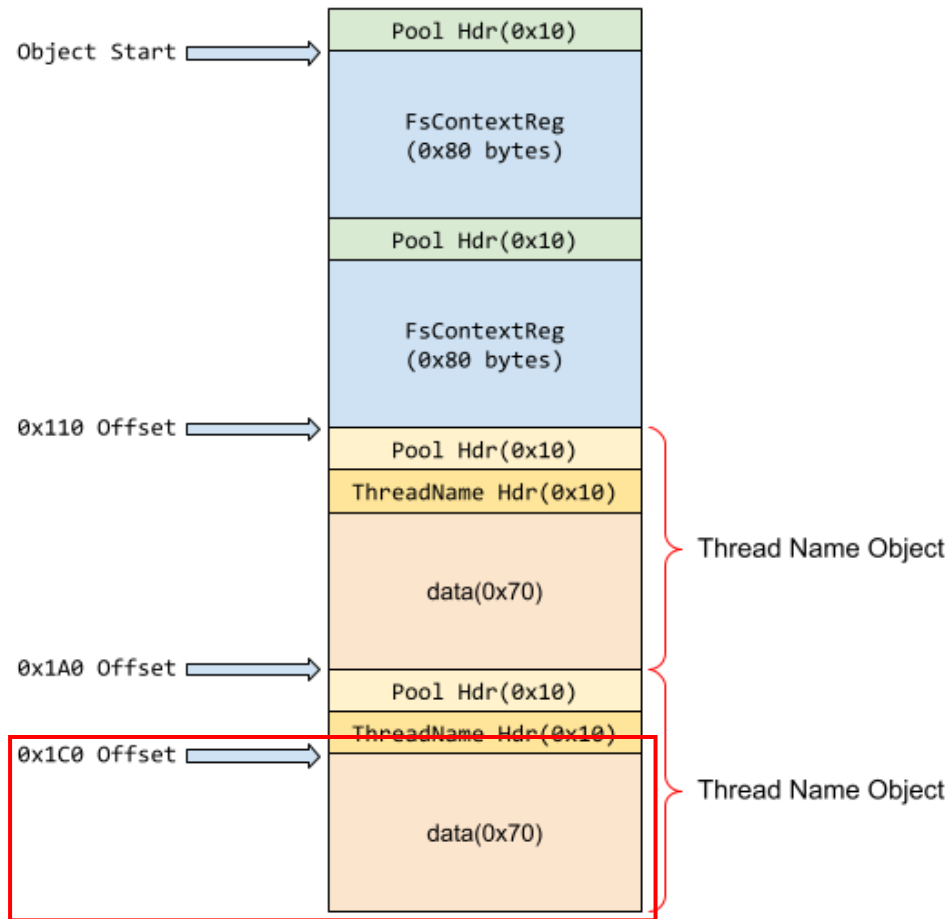 Pool Hdr(0x10)
Object Start
FsContextReg
(0x80 bytes)
Pool Hdr(0x10)
FsContextReg
(0x80 bytes)
0x110 Offset
Pool Hdr(0x10)
ThreadName Hdr(0x10)
Thread Name Object
data(0x70)
0x1A0 Offset
Pool Hdr(0x10)
ThreadName Hdr(0x10)
0x1C0 Offset
Thread Name Object
data(0x70)